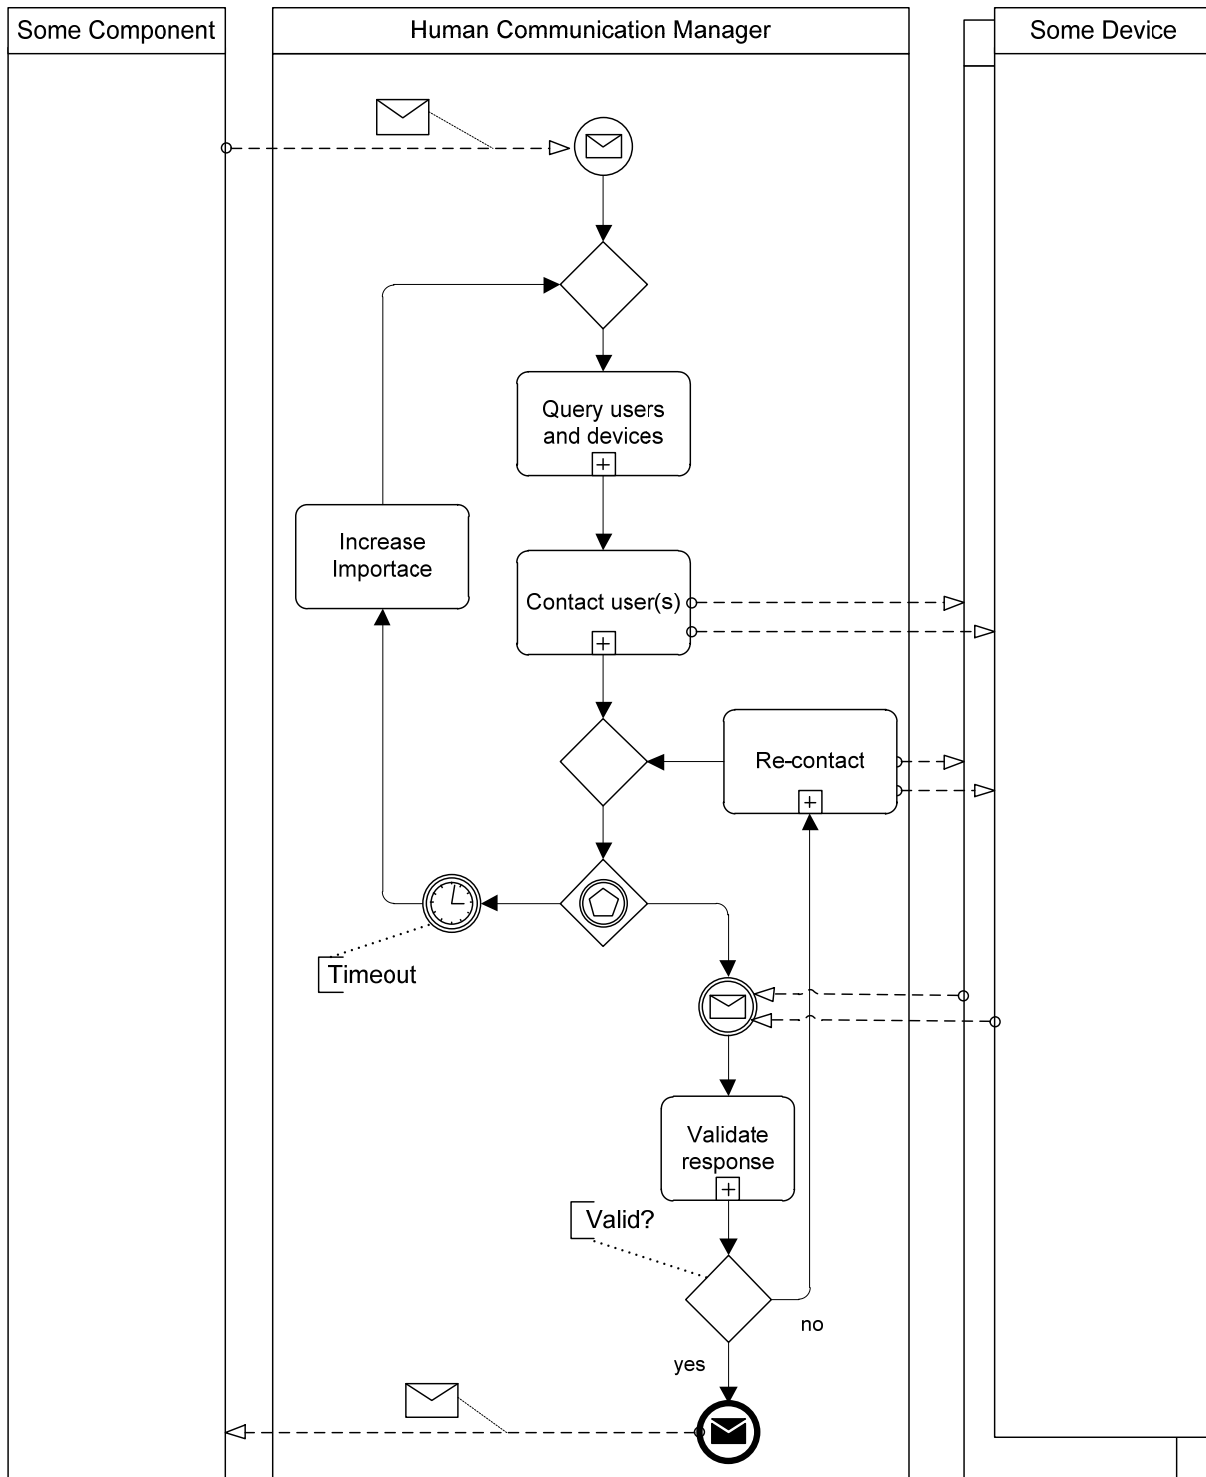 Some Component
Human Communication Manager
Some Device
Query users
and devices
Increase
Importace
Contact user(s)
Re-contact
Timeout
Validate
response
Valid?
no
yes